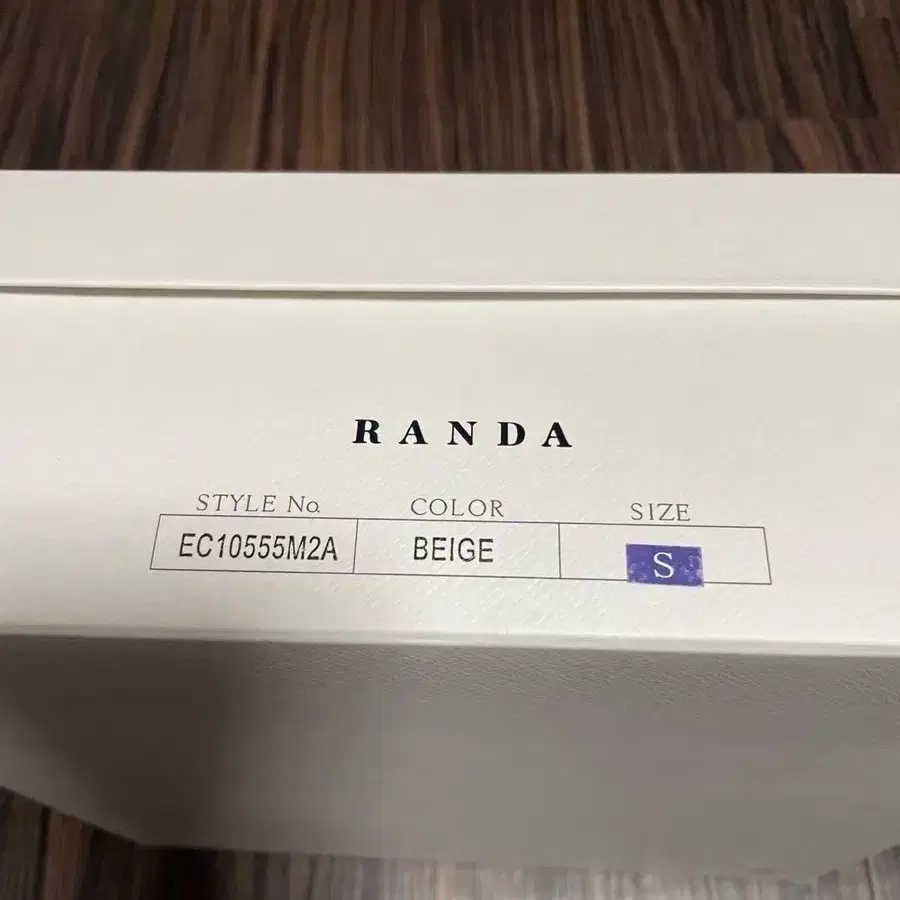 RANDA
STYLE No. COLOR SIZE
EC10555M2A BEIGE S